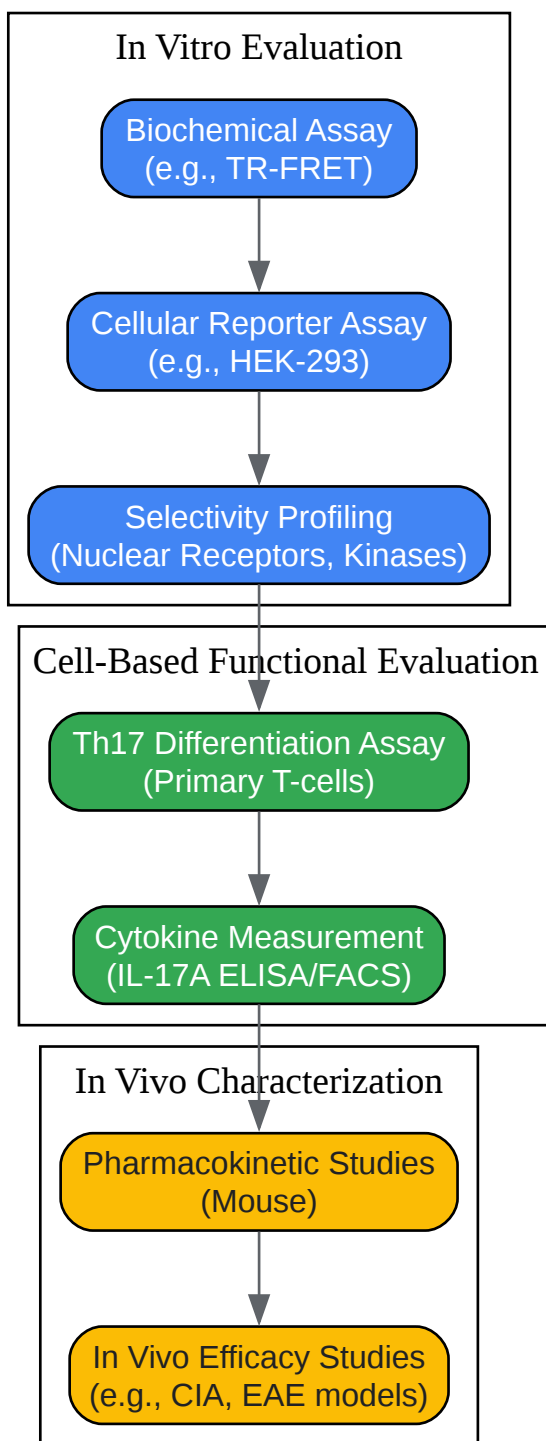 In Vitro Evaluation
Biochemical Assay
(e.g., TR-FRET)
Cellular Reporter Assay
(e.g., HEK-293)
Selectivity Profiling
(Nuclear Receptors, Kinases)
Cell-Based Functional Evaluation
Th17 Differentiation Assay
(Primary T-cells)
Cytokine Measurement
(IL-17A ELISA/FACS)
In Vivo Characterization
Pharmacokinetic Studies
(Mouse)
In Vivo Efficacy Studies
(e.g., CIA, EAE models)